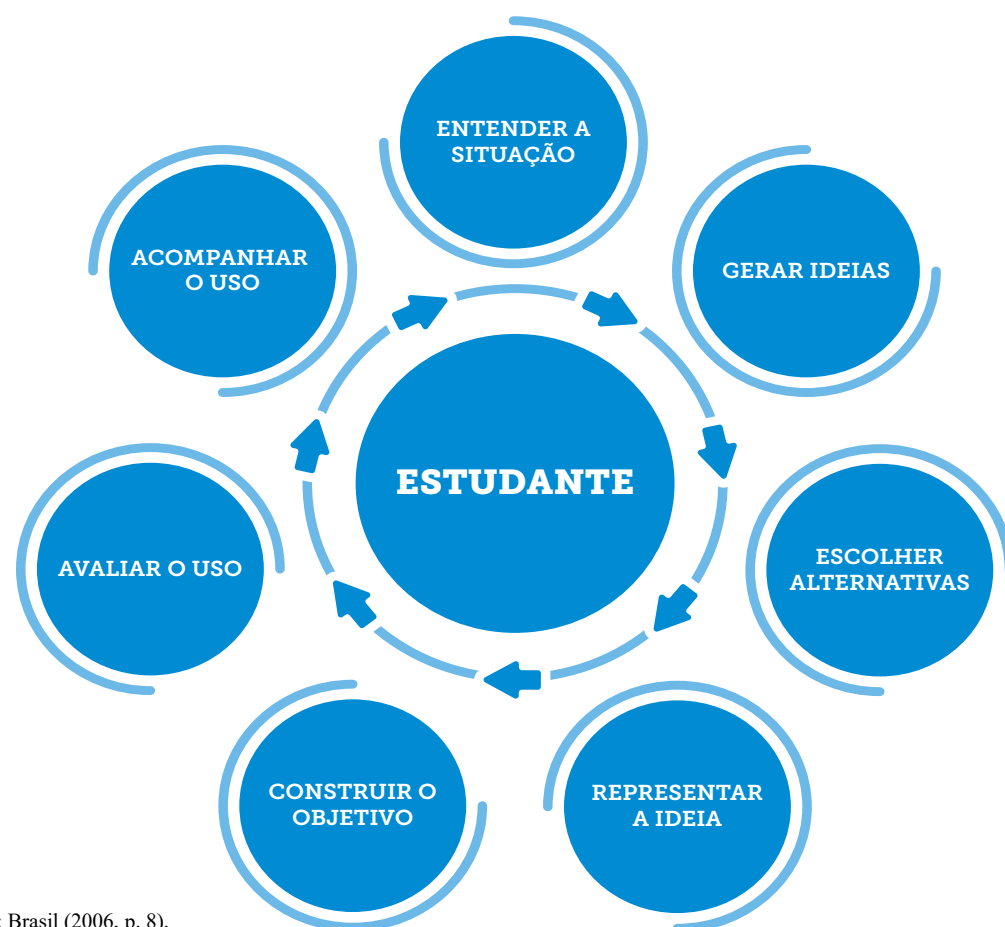 ENTENDER A
SITUAÇÃO
GERAR IDEIAS
ESCOLHER
ALTERNATIVAS
REPRESENTAR
A IDEIA
CONSTRUIR O
OBJETIVO
AVALIAR O USO
ACOMPANHAR
O USO
ESTUDANTE
: Brasil (2006, p. 8).